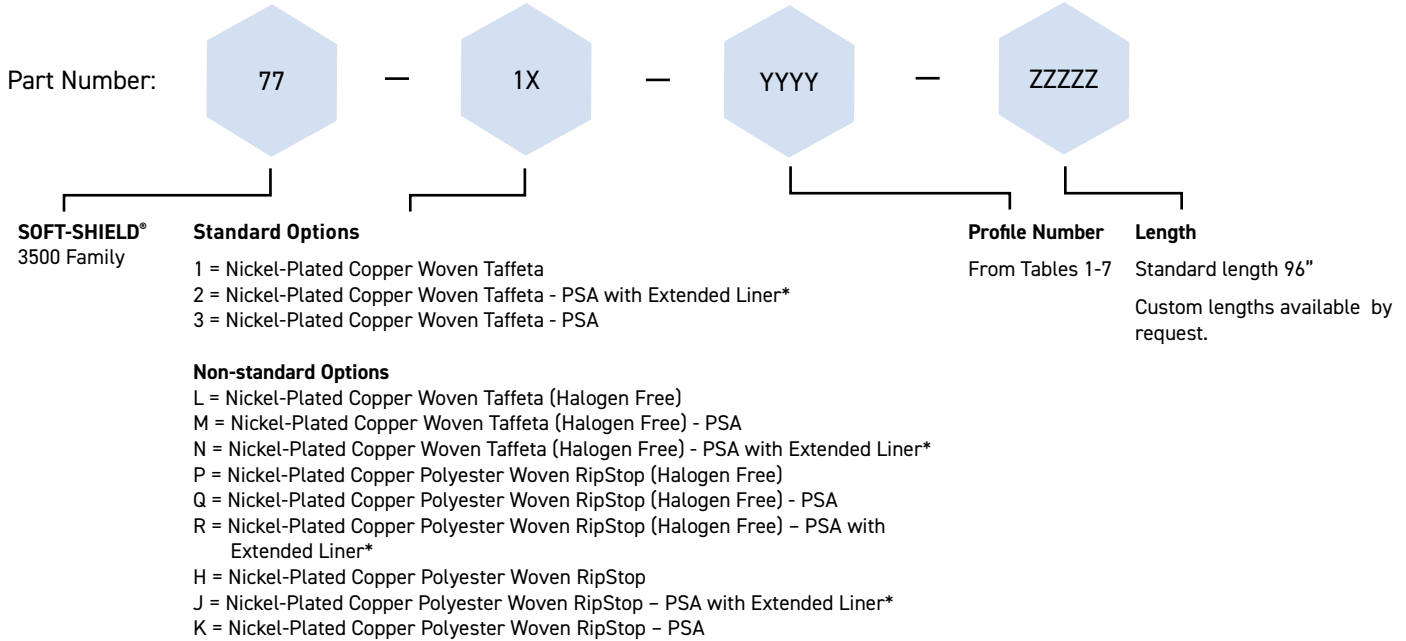 Part Number: 77 — 1X — YYYY — ZZZZZ
SOFT-SHIELD®
3500 Family
Standard Options
1 = Nickel-Plated Copper Woven Taffeta
2 = Nickel-Plated Copper Woven Taffeta - PSA with Extended Liner*
3 = Nickel-Plated Copper Woven Taffeta - PSA
Non-standard Options
L = Nickel-Plated Copper Woven Taffeta (Halogen Free)
M = Nickel-Plated Copper Woven Taffeta (Halogen Free) - PSA
N = Nickel-Plated Copper Woven Taffeta (Halogen Free) - PSA with Extended Liner*
P = Nickel-Plated Copper Polyester Woven RipStop (Halogen Free)
Q = Nickel-Plated Copper Polyester Woven RipStop (Halogen Free) - PSA
R = Nickel-Plated Copper Polyester Woven RipStop (Halogen Free) – PSA with
Extended Liner*
H = Nickel-Plated Copper Polyester Woven RipStop
J = Nickel-Plated Copper Polyester Woven RipStop – PSA with Extended Liner*
K = Nickel-Plated Copper Polyester Woven RipStop – PSA
Profile Number
From Tables 1-7
Length
Standard length 96”
Custom lengths available by
request.